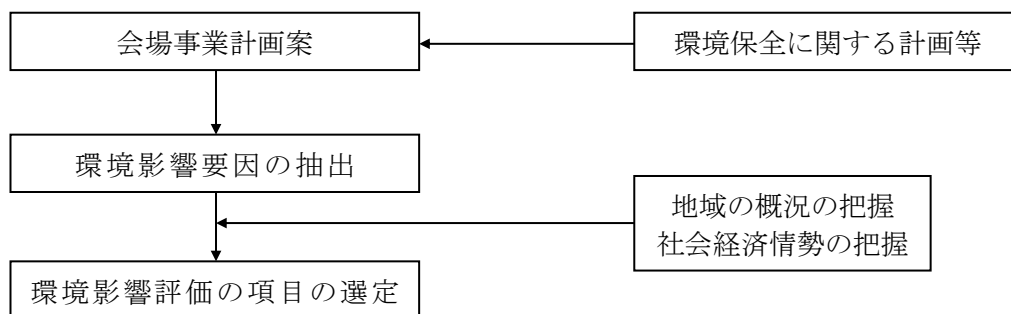 会場事業計画案
環境保全に関する計画等
環境影響要因の抽出
地域の概況の把握
社会経済情勢の把握
環境影響評価の項目の選定